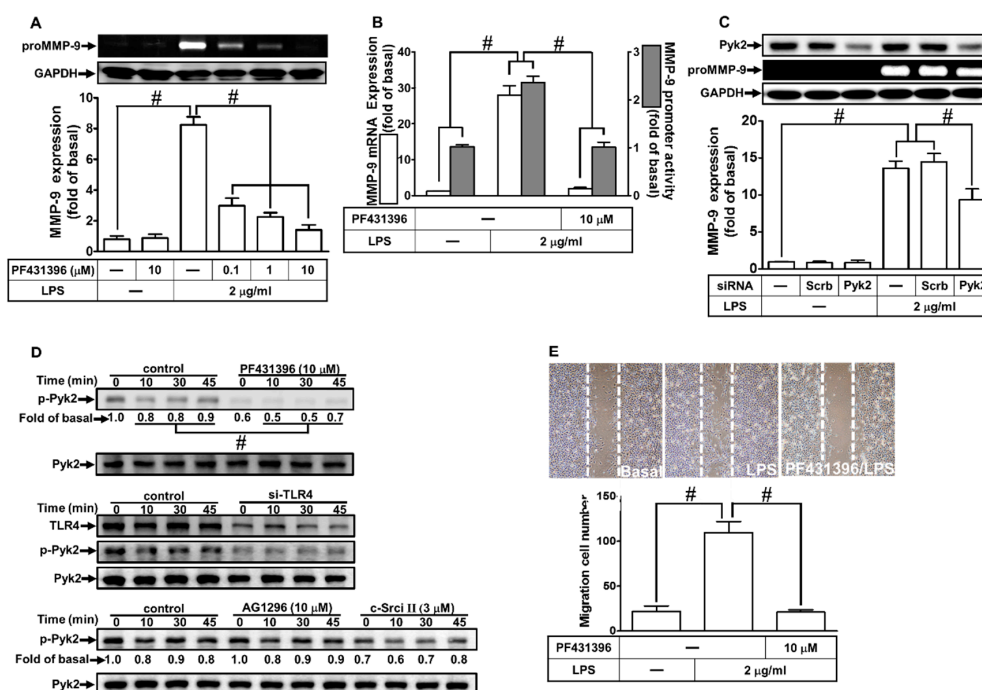 A
proMMP-9
GAPDH
MMP-9 expression
(fold of basal)
10
8
6
4
2
0
#
#
PF431396 (μM) — 10 — 0.1 1 10
LPS — 2 μg/ml
B
MMP-9 mRNA Expression
(fold of basal)
40
30
20
10
0
#
#
3
2
1
0
MMP-9 promoter activity
(fold of basal)
PF431396 — 10 μM
LPS — 2 μg/ml
C
Pyk2
proMMP-9
GAPDH
MMP-9 expression
(fold of basal)
20
15
10
5
0
#
#
siRNA — Scrb Pyk2 — Scrb Pyk2
LPS — 2 μg/ml
D
control PF431396 (10 μM)
Time (min) 0 10 30 45 0 10 30 45
p-Pyk2
Fold of basal 1.0 0.8 0.8 0.9 0.6 0.5 0.5 0.7
#
Pyk2
control si-TLR4
Time (min) 0 10 30 45 0 10 30 45
TLR4
p-Pyk2
Pyk2
control AG1296 (10 μM) c-Srci II (3 μM)
Time (min) 0 10 30 45 0 10 30 45 0 10 30 45
p-Pyk2
Fold of basal 1.0 0.8 0.9 0.8 1.0 0.8 0.9 0.9 0.7 0.6 0.7 0.8
Pyk2
E
Basal LPS PF431396/LPS
Migration cell number
150
100
50
0
#
#
PF431396 — 10 μM
LPS — 2 μg/ml